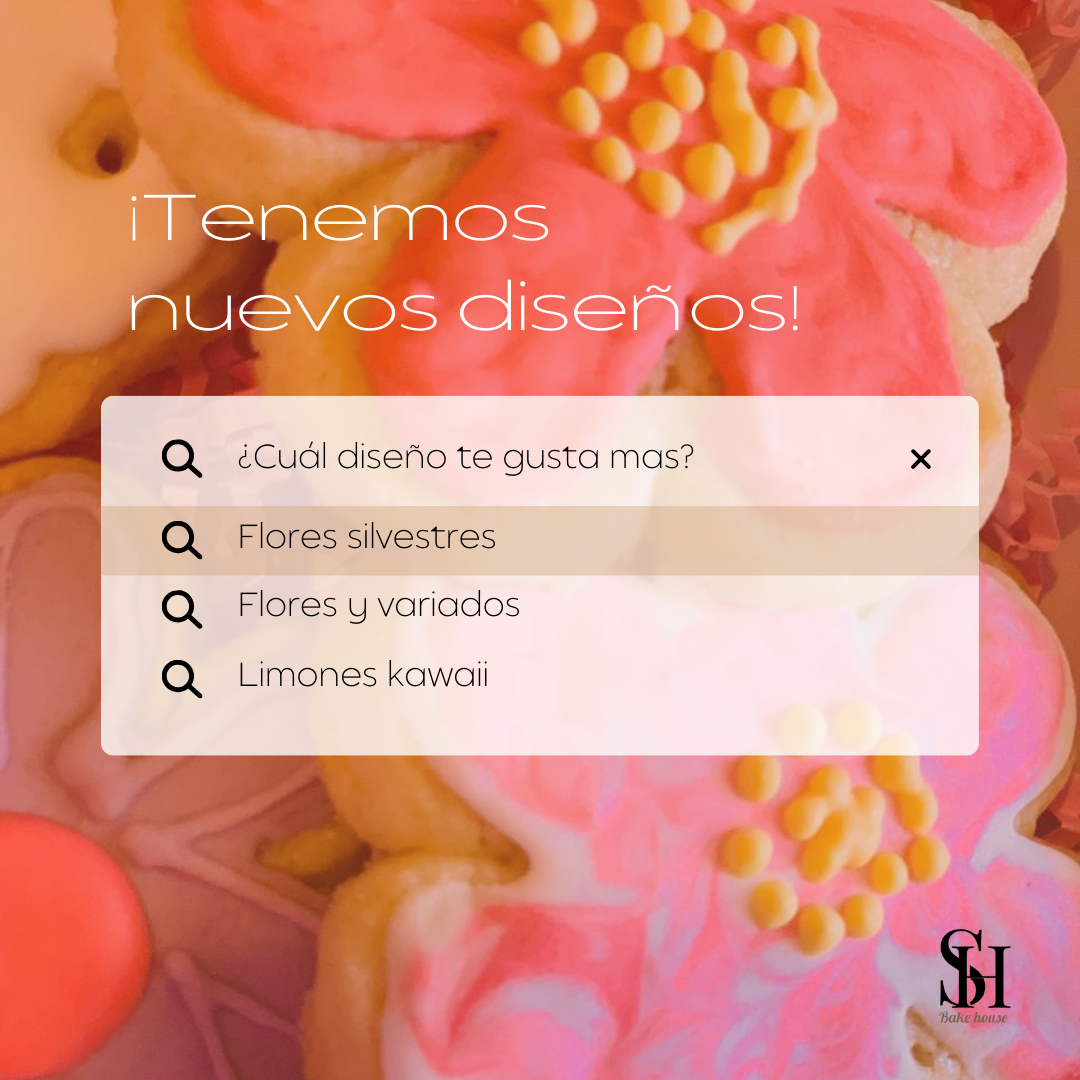 ¡Tenemos
nuevos diseños!
¿Cuál diseño te gusta mas?
Flores silvestres
Flores y variados
Limones kawaii
SH
Bake house